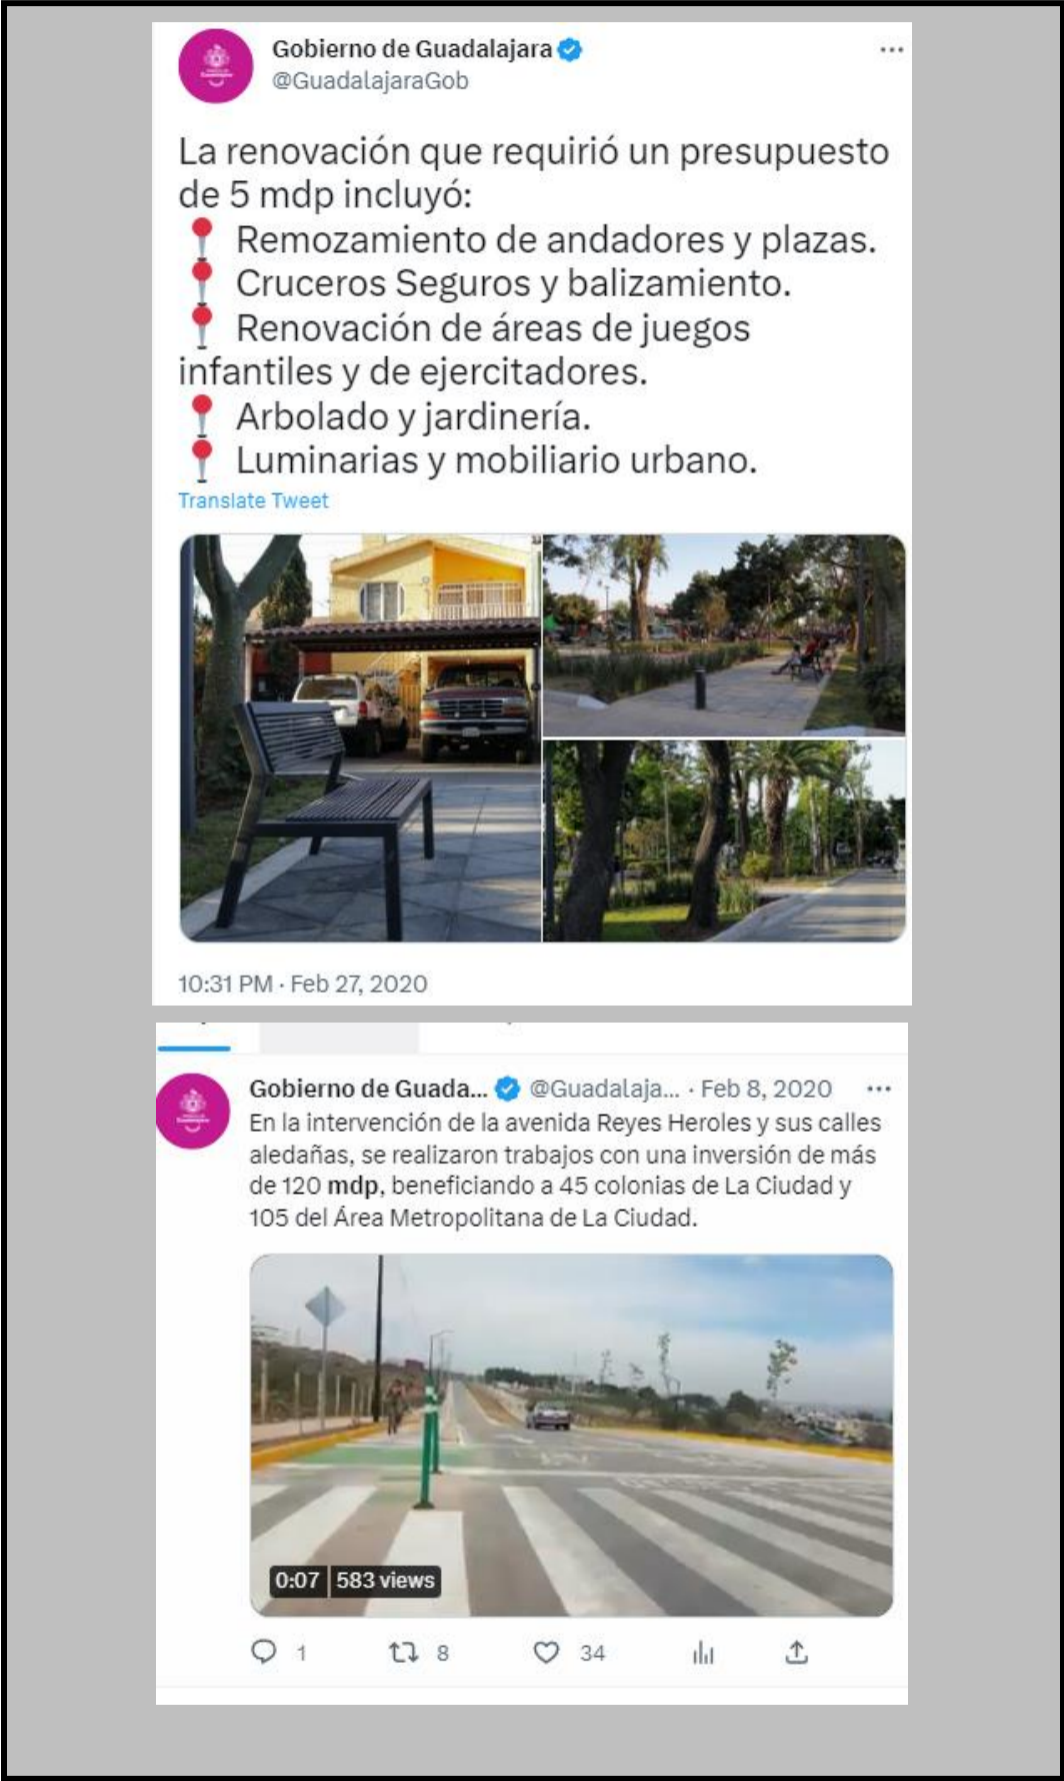 Gobierno de Guadalajara
@GuadalajaraGob
La renovación que requirió un presupuesto
de 5 mdp incluyó:
📍 Remozamiento de andadores y plazas.
📍 Cruceros Seguros y balizamiento.
📍 Renovación de áreas de juegos
infantiles y de ejercitadores.
📍 Arbolado y jardinería.
📍 Luminarias y mobiliario urbano.
Translate Tweet
10:31 PM · Feb 27, 2020
Gobierno de Guada... @Guadalaja... · Feb 8, 2020
En la intervención de la avenida Reyes Heroles y sus calles
aledañas, se realizaron trabajos con una inversión de más
de 120 mdp, beneficiando a 45 colonias de La Ciudad y
105 del Área Metropolitana de La Ciudad.
0:07 583 views
1 8 34